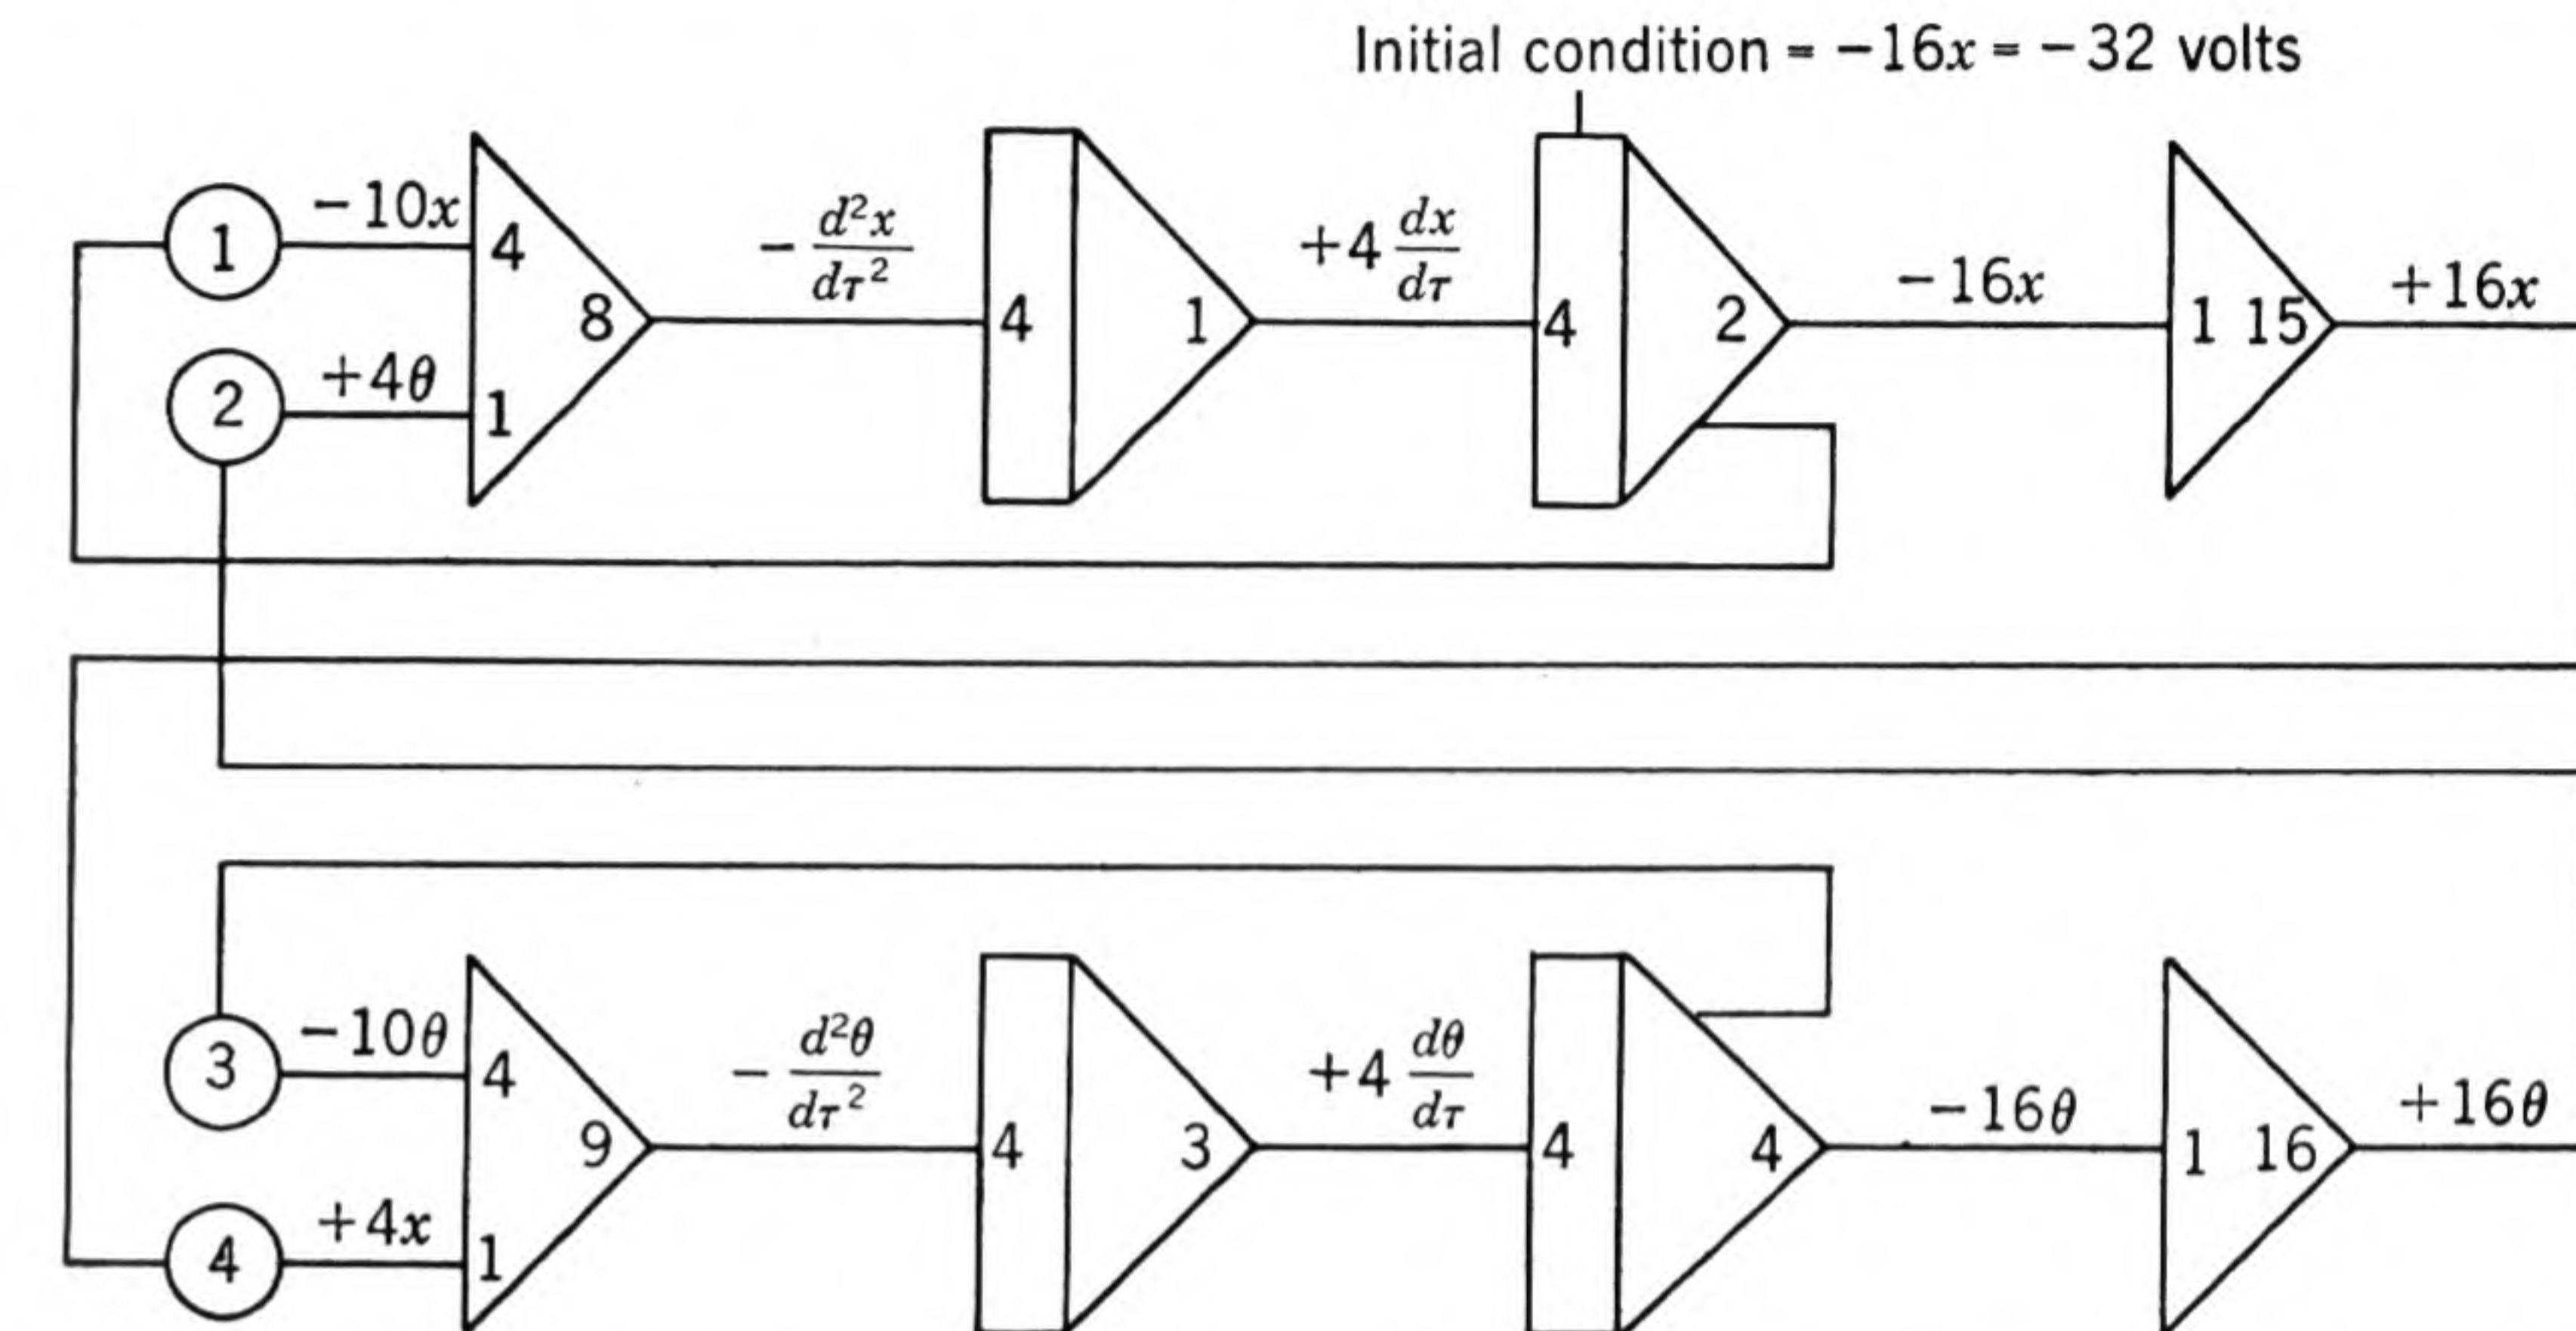 Initial condition = −16x = −32 volts
1 −10x 4 8 −d²x/dτ² 4 1 +4 dx/dτ 4 2 −16x 1 15 +16x
2 +4θ 1
3 −10θ 4 9 −d²θ/dτ² 4 3 +4 dθ/dτ 4 4 −16θ 1 16 +16θ
4 +4x 1